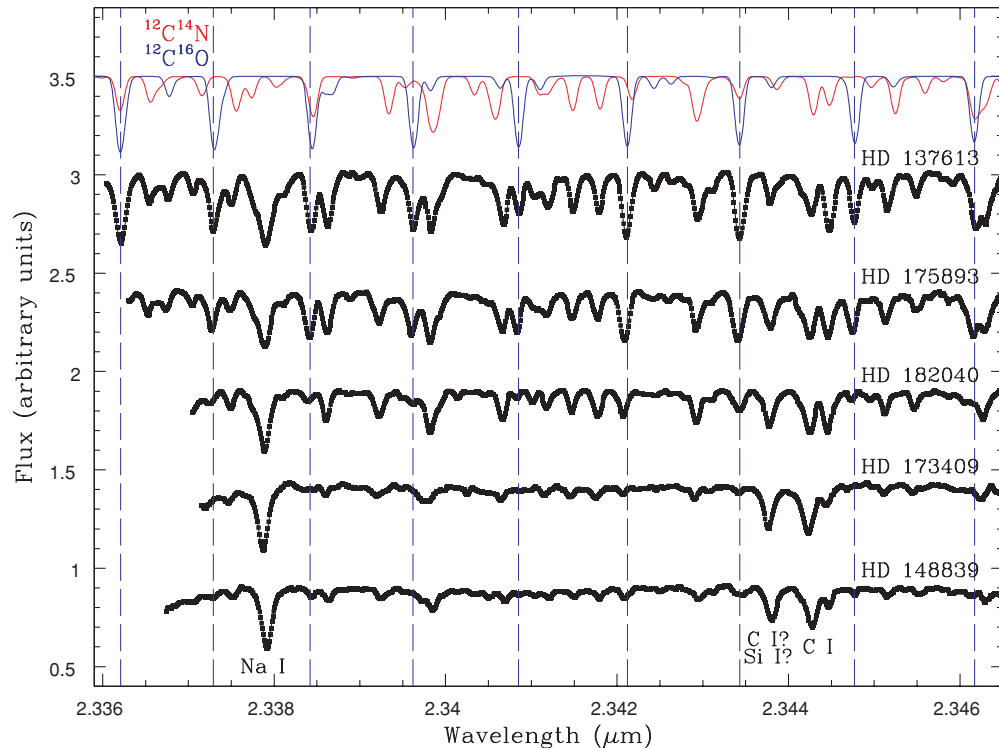 ¹²C¹⁴N
¹²C¹⁶O
3.5
HD 137613
3
HD 175893
2.5
HD 182040
2
HD 173409
1.5
HD 148839
1
C I?
Si I?
C I
Na I
0.5
Flux (arbitrary units)
2.336
2.338
2.34
2.342
2.344
2.346
Wavelength (μm)